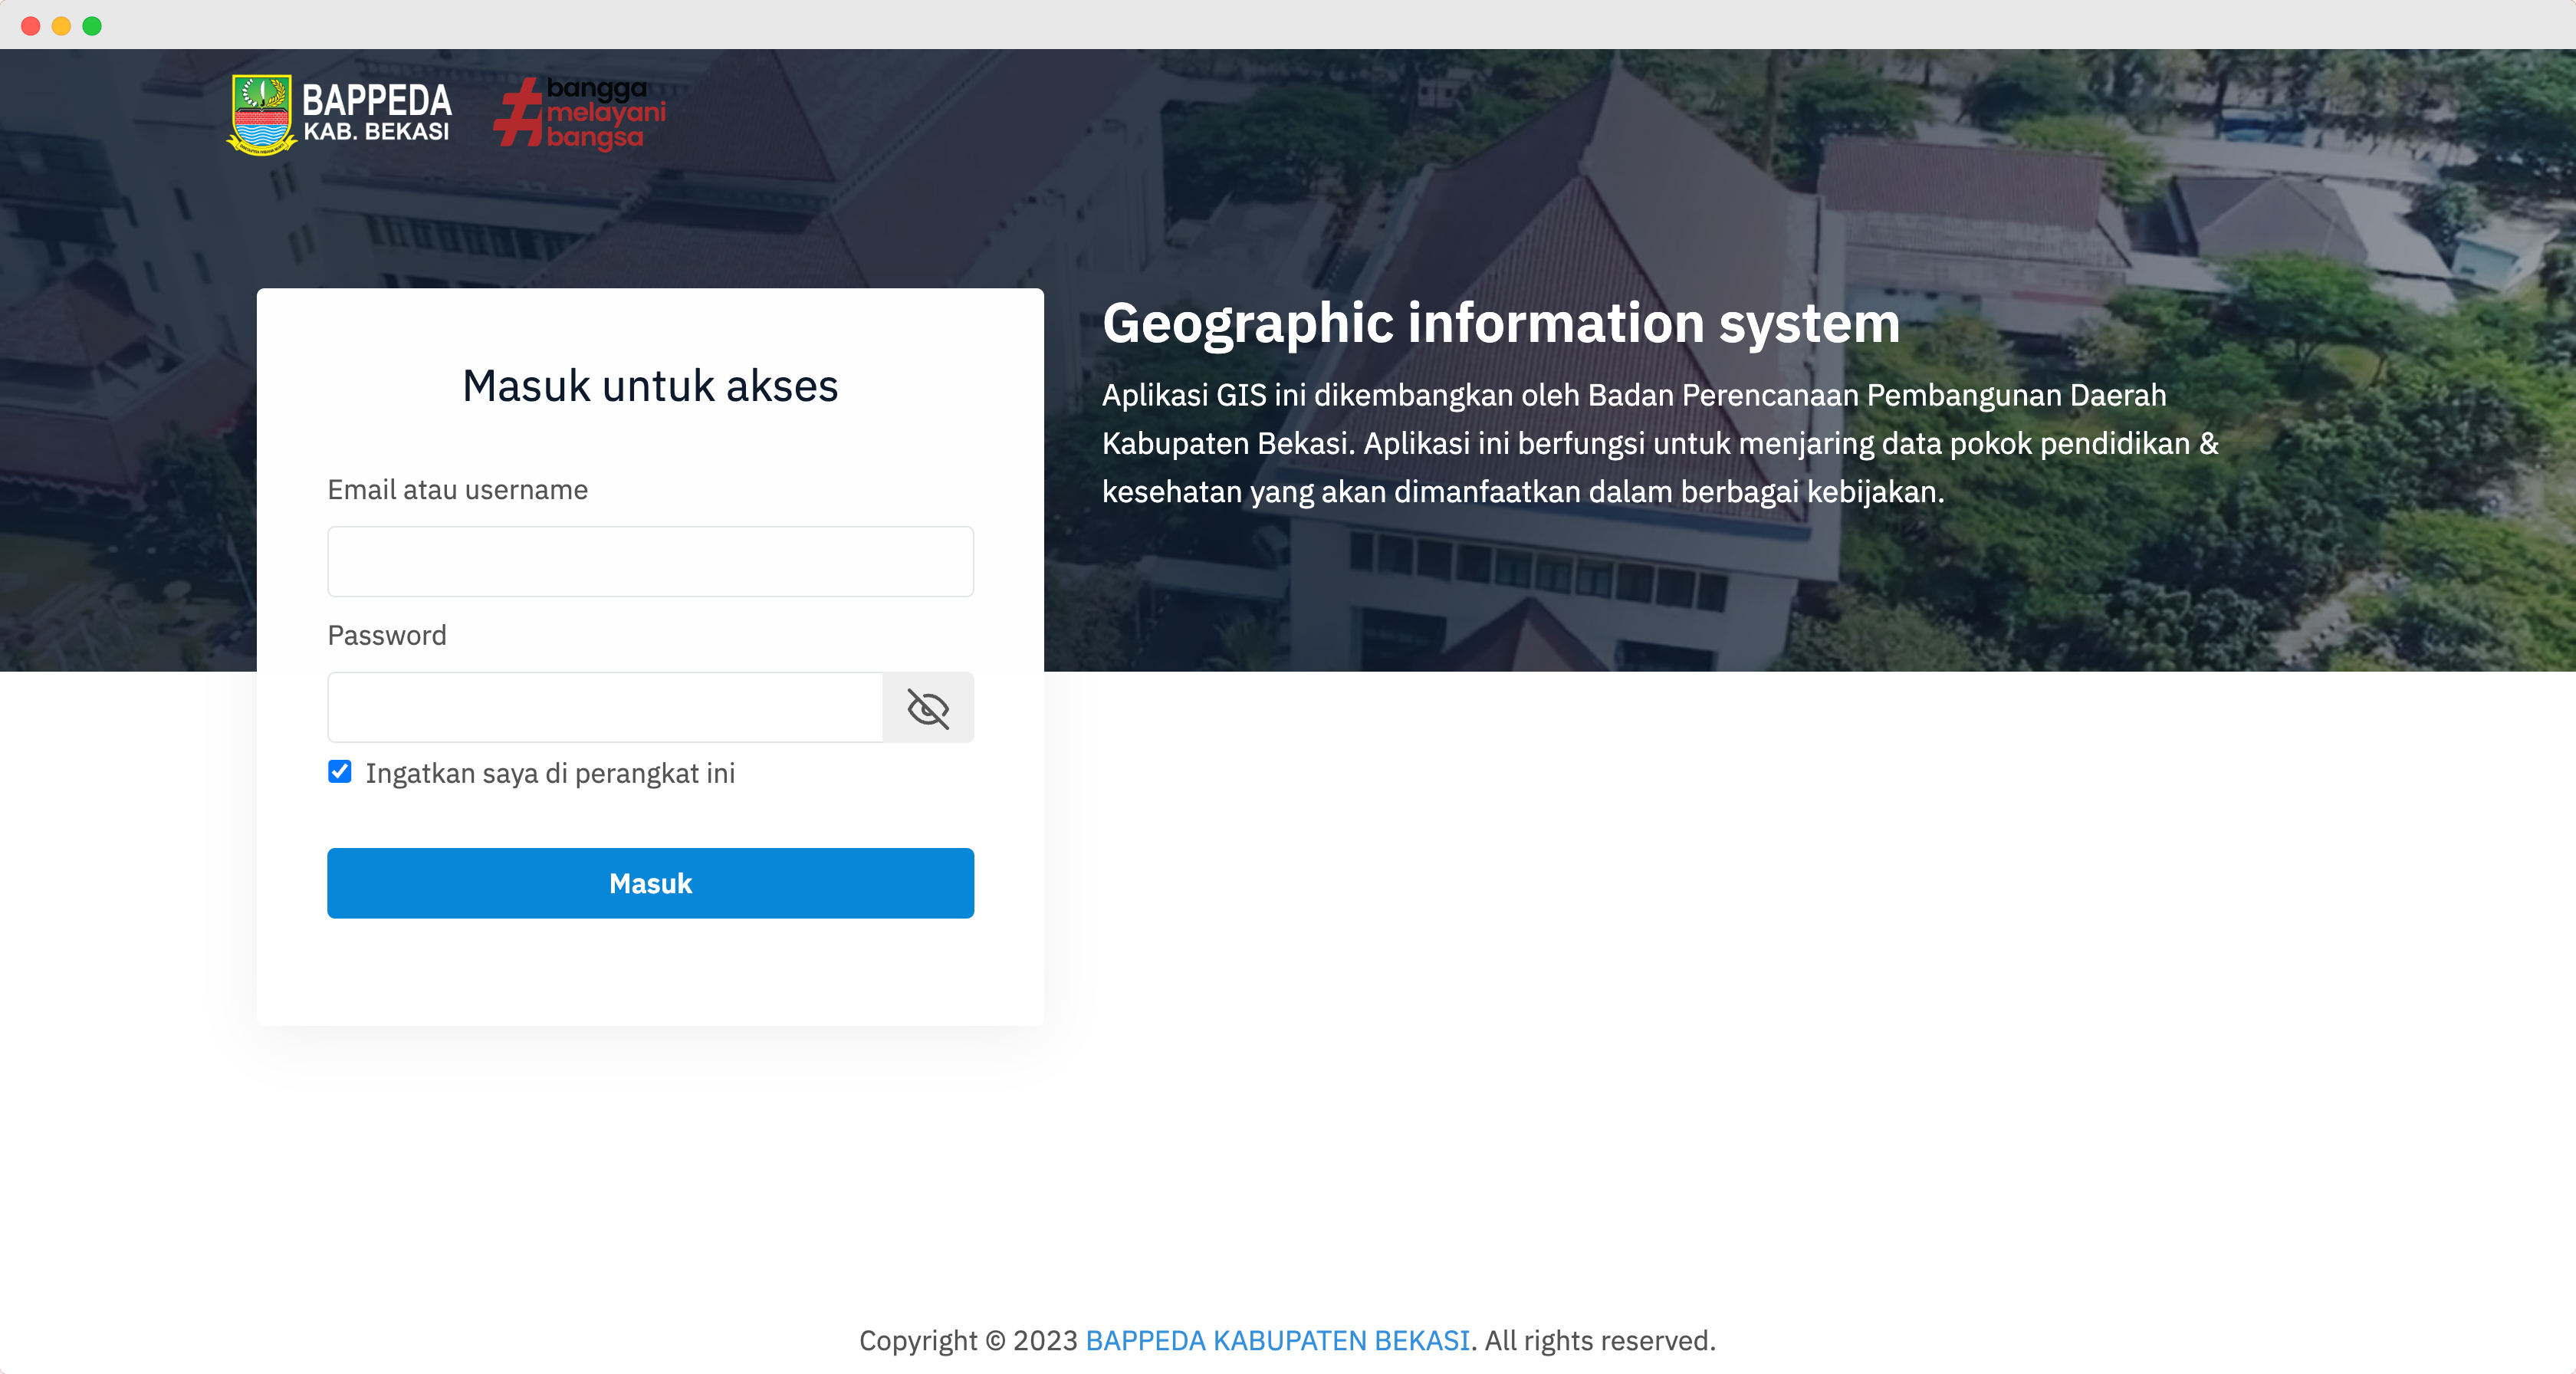 BAPPEDA
KAB. BEKASI
#bangga
melayani
bangsa
Geographic information system
Aplikasi GIS ini dikembangkan oleh Badan Perencanaan Pembangunan Daerah
Kabupaten Bekasi. Aplikasi ini berfungsi untuk menjaring data pokok pendidikan &
kesehatan yang akan dimanfaatkan dalam berbagai kebijakan.
Masuk untuk akses
Email atau username
Password
Ingatkan saya di perangkat ini
Masuk
Copyright © 2023 BAPPEDA KABUPATEN BEKASI. All rights reserved.